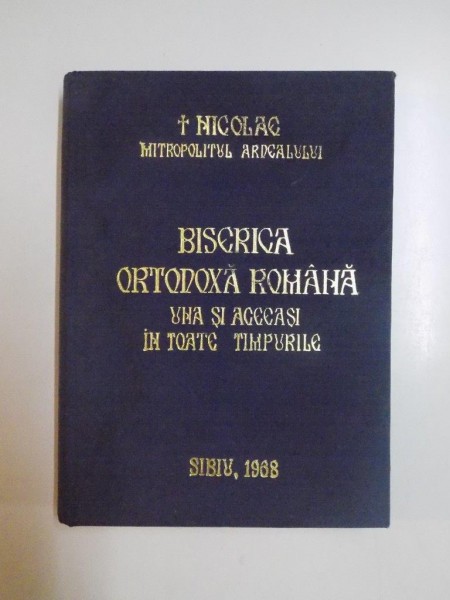 † NICOLAE
MITROPOLITUL ARDEALULUI
BISERICA
ORTODOXĂ ROMÂNĂ
UNA ȘI ACEEAȘI
ÎN TOATE TIMPURILE
SIBIU, 1968